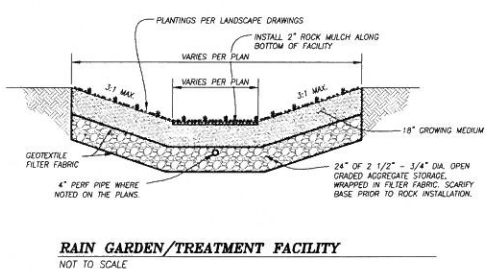 PLANTINGS PER LANDSCAPE DRAWINGS
INSTALL 2" ROCK MULCH ALONG
BOTTOM OF FACILITY
VARIES PER PLAN
VARIES PER PLAN
3:1 MAX.
3:1 MAX.
18" GROWING MEDIUM
GEOTEXTILE
FILTER FABRIC
4" PERF PIPE WHERE
NOTED ON THE PLANS.
24" OF 2 1/2" - 3/4" DIA. OPEN
GRADED AGGREGATE STORAGE,
WRAPPED IN FILTER FABRIC. SCARIFY
BASE PRIOR TO ROCK INSTALLATION.
RAIN GARDEN/TREATMENT FACILITY
NOT TO SCALE